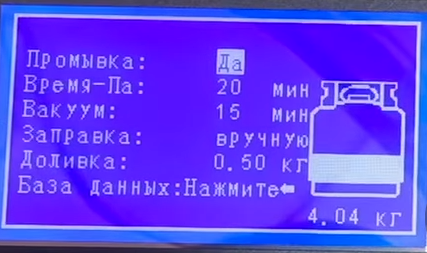 Промывка: Да
Время-Па: 20 мин
Вакуум: 15 мин
Заправка: вручную
Доливка: 0.50 кг
База данных:Нажмите←
4.04 кг